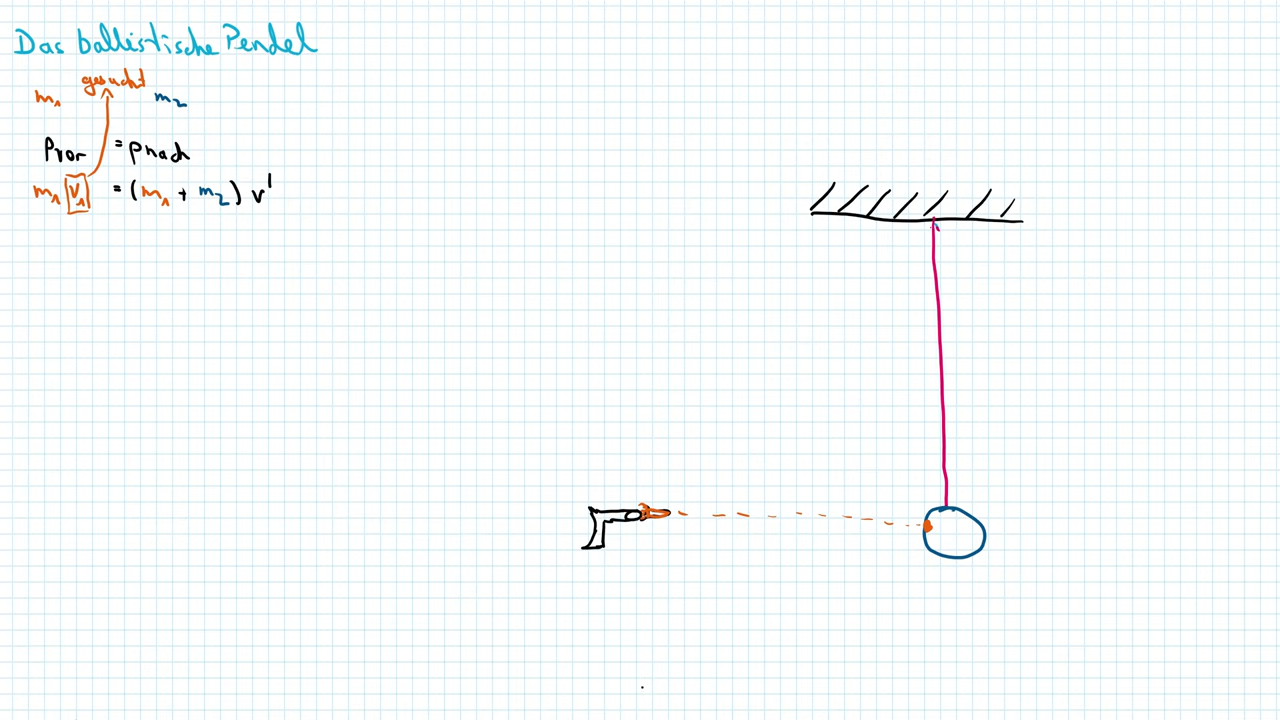 Das ballistische Pendel
gesucht
m₁ m₂
Pvor = pnach
m₁ v₁ = (m₁ + m₂) v'